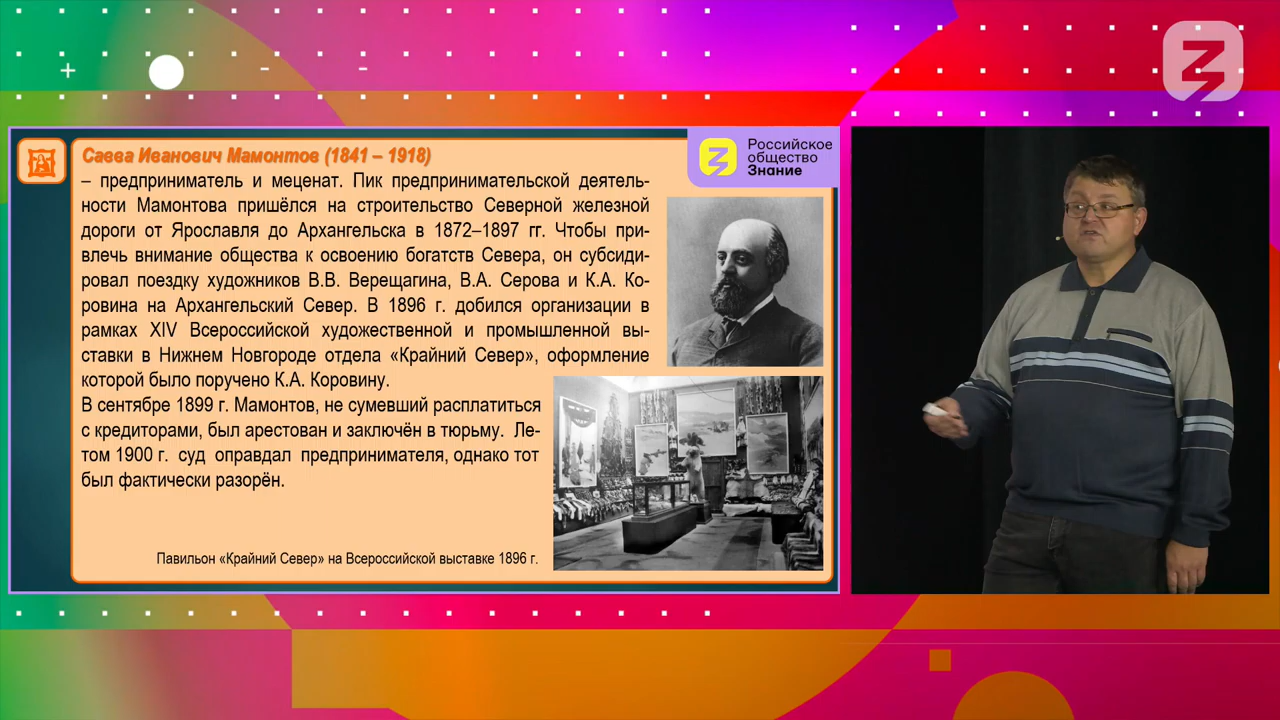 Савва Иванович Мамонтов (1841 – 1918)
– предприниматель и меценат. Пик предпринимательской деятель-
ности Мамонтова пришёлся на строительство Северной железной
дороги от Ярославля до Архангельска в 1872–1897 гг. Чтобы при-
влечь внимание общества к освоению богатств Севера, он субсиди-
ровал поездку художников В.В. Верещагина, В.А. Серова и К.А. Ко-
ровина на Архангельский Север. В 1896 г. добился организации в
рамках XIV Всероссийской художественной и промышленной вы-
ставки в Нижнем Новгороде отдела «Крайний Север», оформление
которой было поручено К.А. Коровину.
В сентябре 1899 г. Мамонтов, не сумевший расплатиться
с кредиторами, был арестован и заключён в тюрьму. Ле-
том 1900 г. суд оправдал предпринимателя, однако тот
был фактически разорён.
Павильон «Крайний Север» на Всероссийской выставке 1896 г.
Российское
общество
Знание